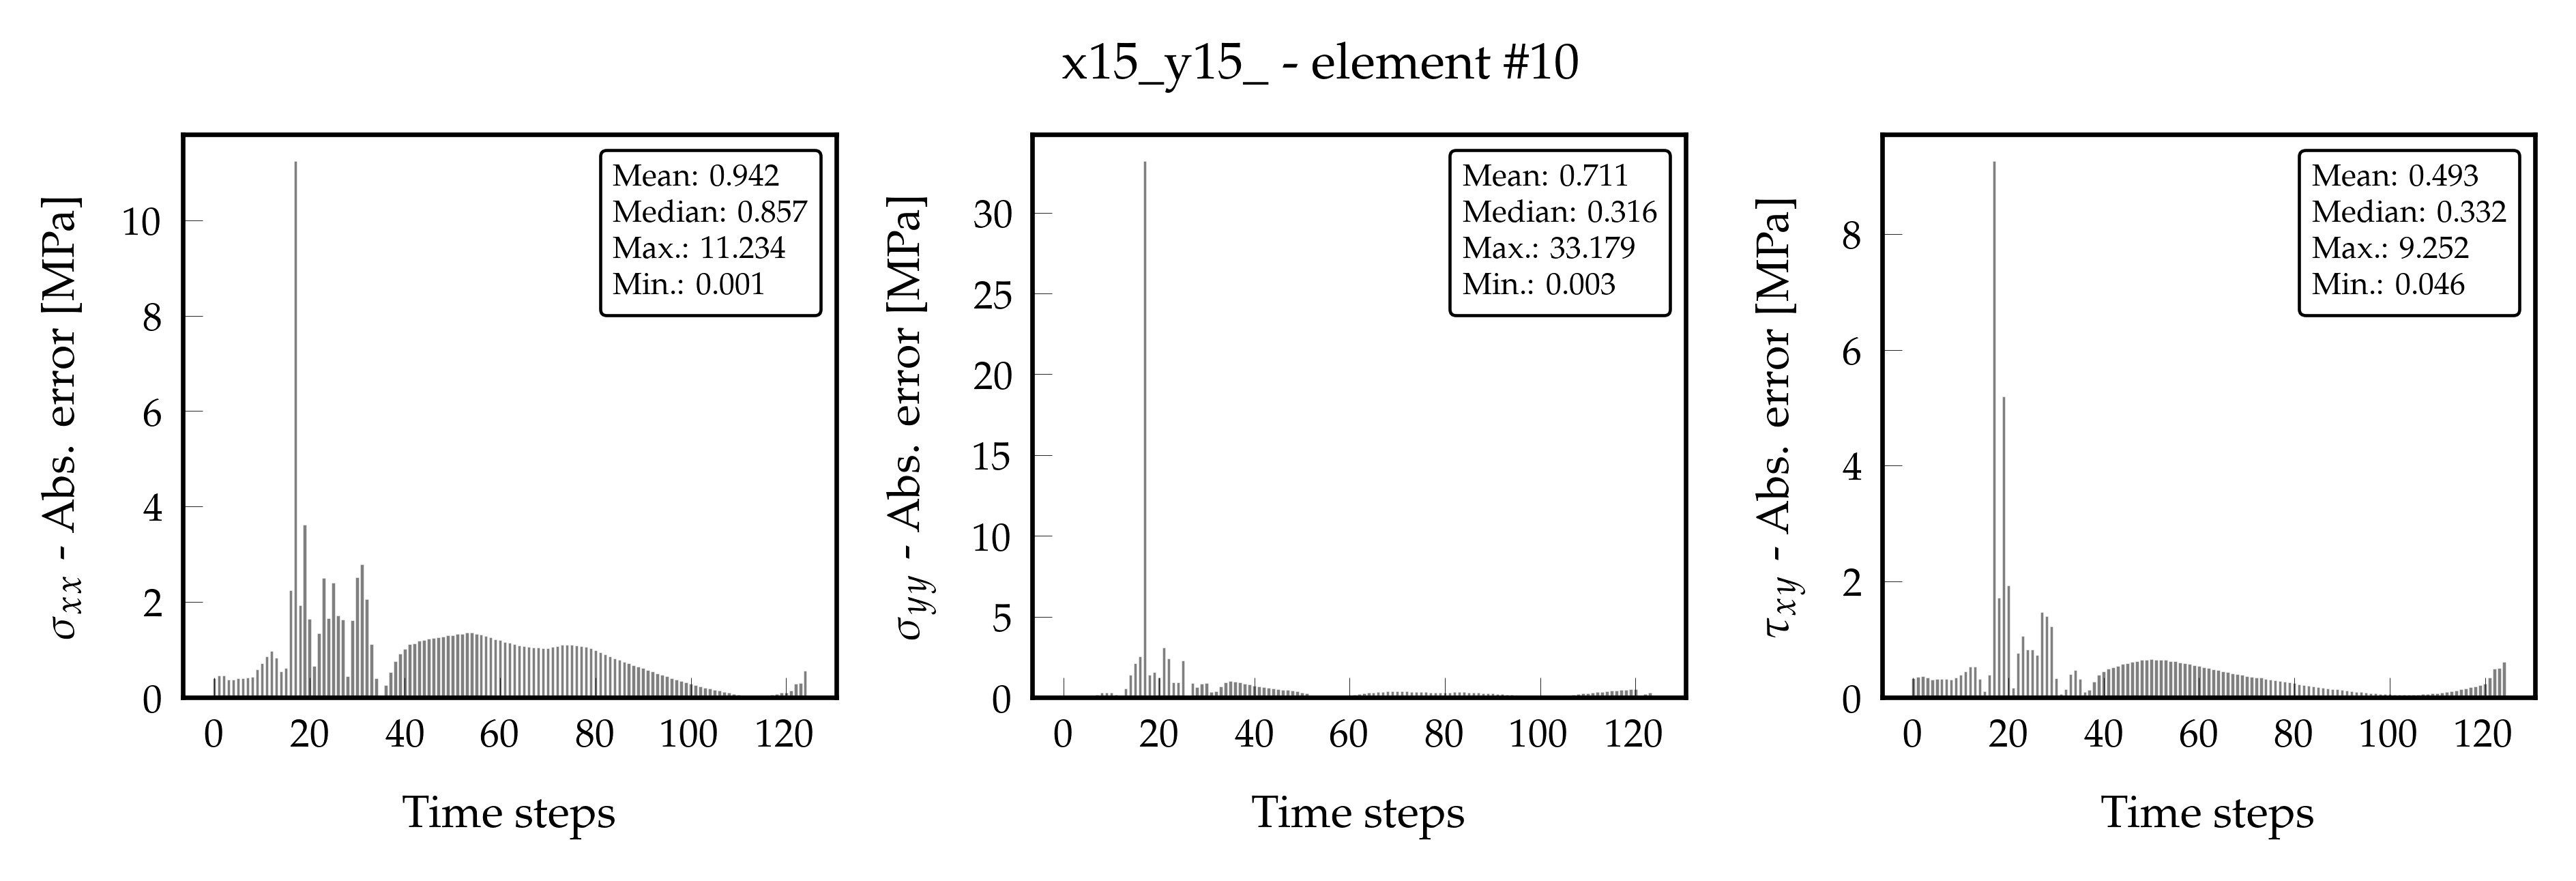 x15_y15_ - element #10
σxx - Abs. error [MPa]
10
8
6
4
2
0
Mean: 0.942
Median: 0.857
Max.: 11.234
Min.: 0.001
0 20 40 60 80 100 120
Time steps
σyy - Abs. error [MPa]
30
25
20
15
10
5
0
Mean: 0.711
Median: 0.316
Max.: 33.179
Min.: 0.003
0 20 40 60 80 100 120
Time steps
τxy - Abs. error [MPa]
8
6
4
2
0
Mean: 0.493
Median: 0.332
Max.: 9.252
Min.: 0.046
0 20 40 60 80 100 120
Time steps